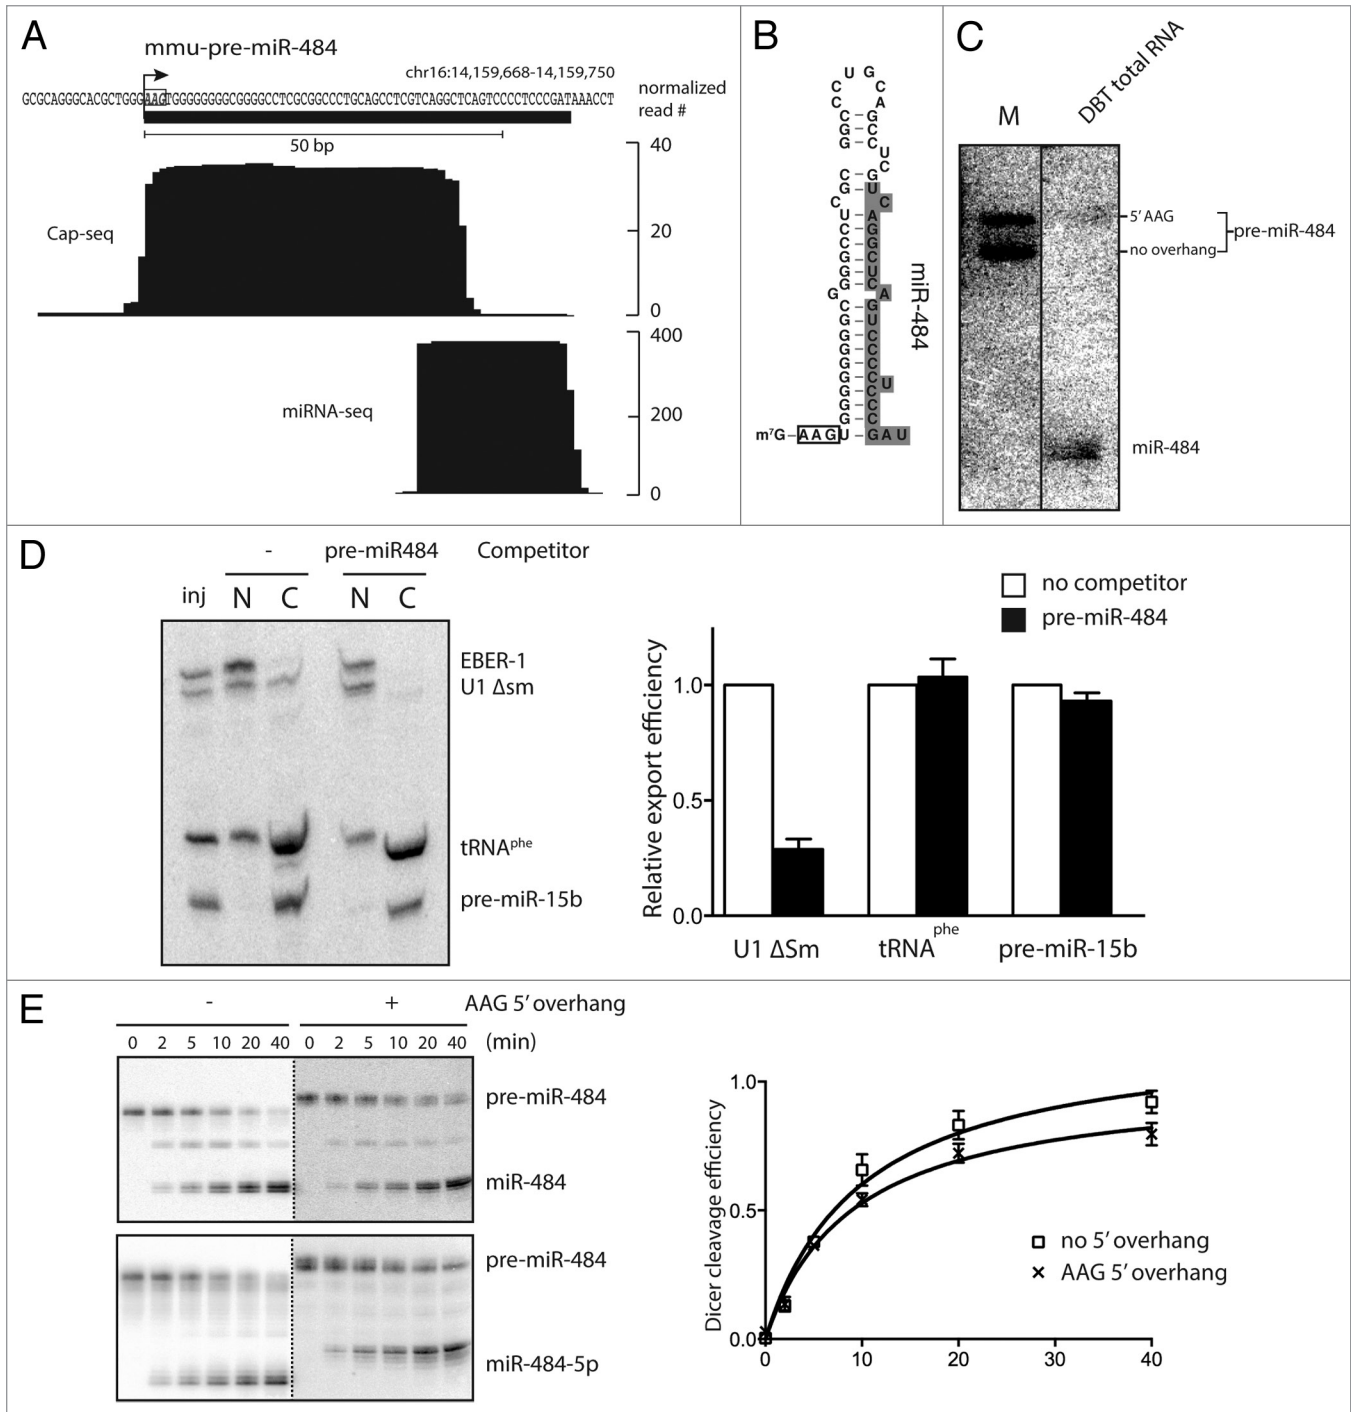 A
mmu-pre-miR-484
chr16:14,159,668-14,159,750
normalized
read #
50 bp
40
Cap-seq
20
0
400
miRNA-seq
200
0
B
miR-484
m⁷G-AAGU-GAU
C
M
DBT total RNA
5′ AAG
pre-miR-484
no overhang
miR-484
D
- pre-miR484 Competitor
inj N C N C
EBER-1
U1 Δsm
tRNAphe
pre-miR-15b
no competitor
pre-miR-484
Relative export efficiency
1.0
0.5
0.0
U1 ΔSm tRNAphe pre-miR-15b
E
- + AAG 5′ overhang
0 2 5 10 20 40 0 2 5 10 20 40 (min)
pre-miR-484
miR-484
pre-miR-484
miR-484-5p
Dicer cleavage efficiency
1.0
0.5
0.0
no 5′ overhang
AAG 5′ overhang
0 10 20 30 40